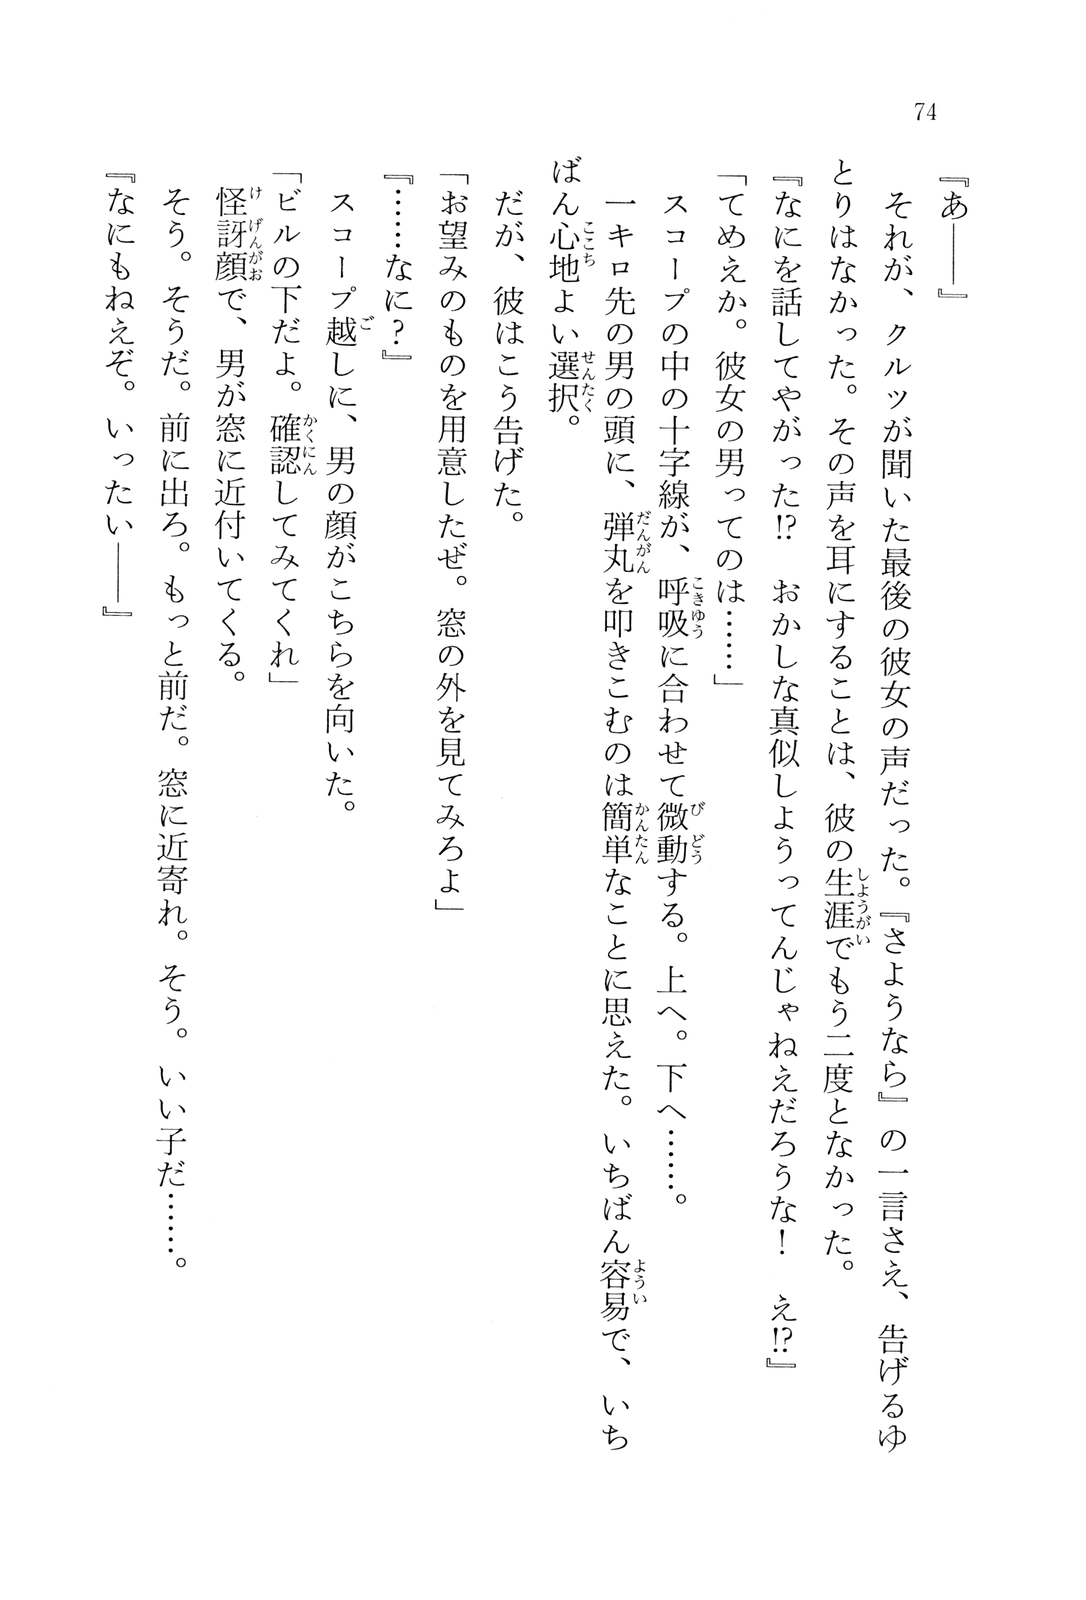 74
『あ――』
それが、クルツが聞いた最後の彼女の声だった。『さようなら』の一言さえ、告げるゆ
とりはなかった。その声を耳にすることは、彼の生涯でもう二度となかった。
『なにを話してやがった!?　おかしな真似しようってんじゃねえだろうな！　え!?』
「てめえか。彼女の男ってのは……」
スコープの中の十字線が、呼吸に合わせて微動する。上へ。下へ……。
一キロ先の男の頭に、弾丸を叩きこむのは簡単なことに思えた。いちばん容易で、いち
ばん心地よい選択。
だが、彼はこう告げた。
「お望みのものを用意したぜ。窓の外を見てみろよ」
『……なに？』
スコープ越しに、男の顔がこちらを向いた。
「ビルの下だよ。確認してみてくれ」
怪訝顔で、男が窓に近付いてくる。
そう。そうだ。前に出ろ。もっと前だ。窓に近寄れ。そう。いい子だ……。
『なにもねえぞ。いったい――』